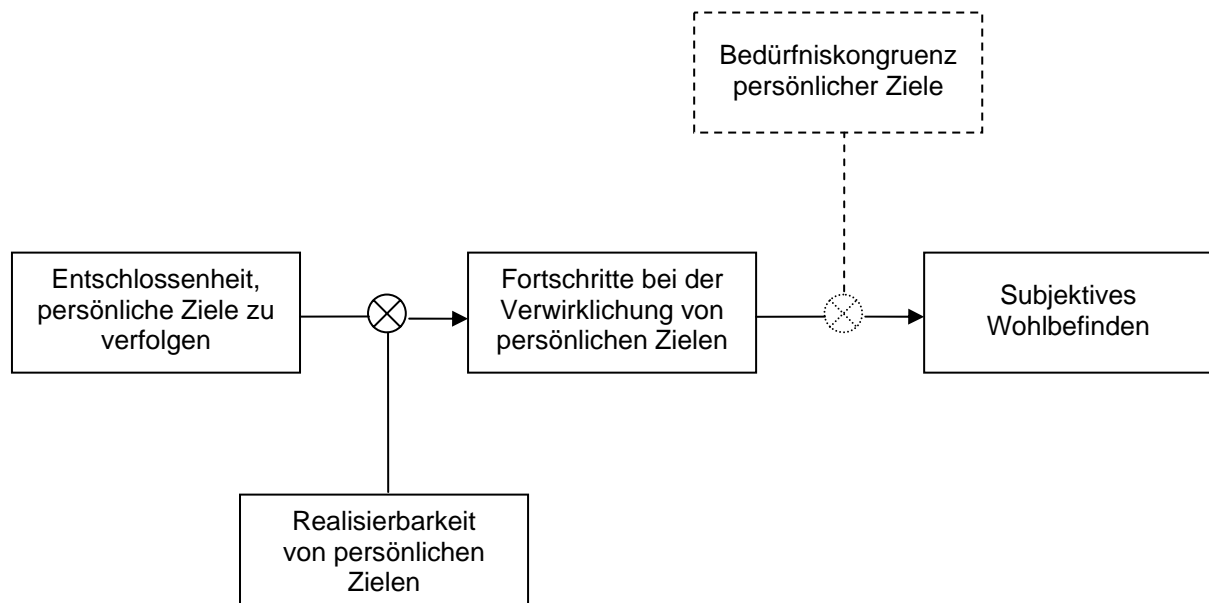 Bedürfniskongruenz
persönlicher Ziele
Entschlossenheit,
persönliche Ziele zu
verfolgen
Fortschritte bei der
Verwirklichung von
persönlichen Zielen
Subjektives
Wohlbefinden
Realisierbarkeit
von persönlichen
Zielen